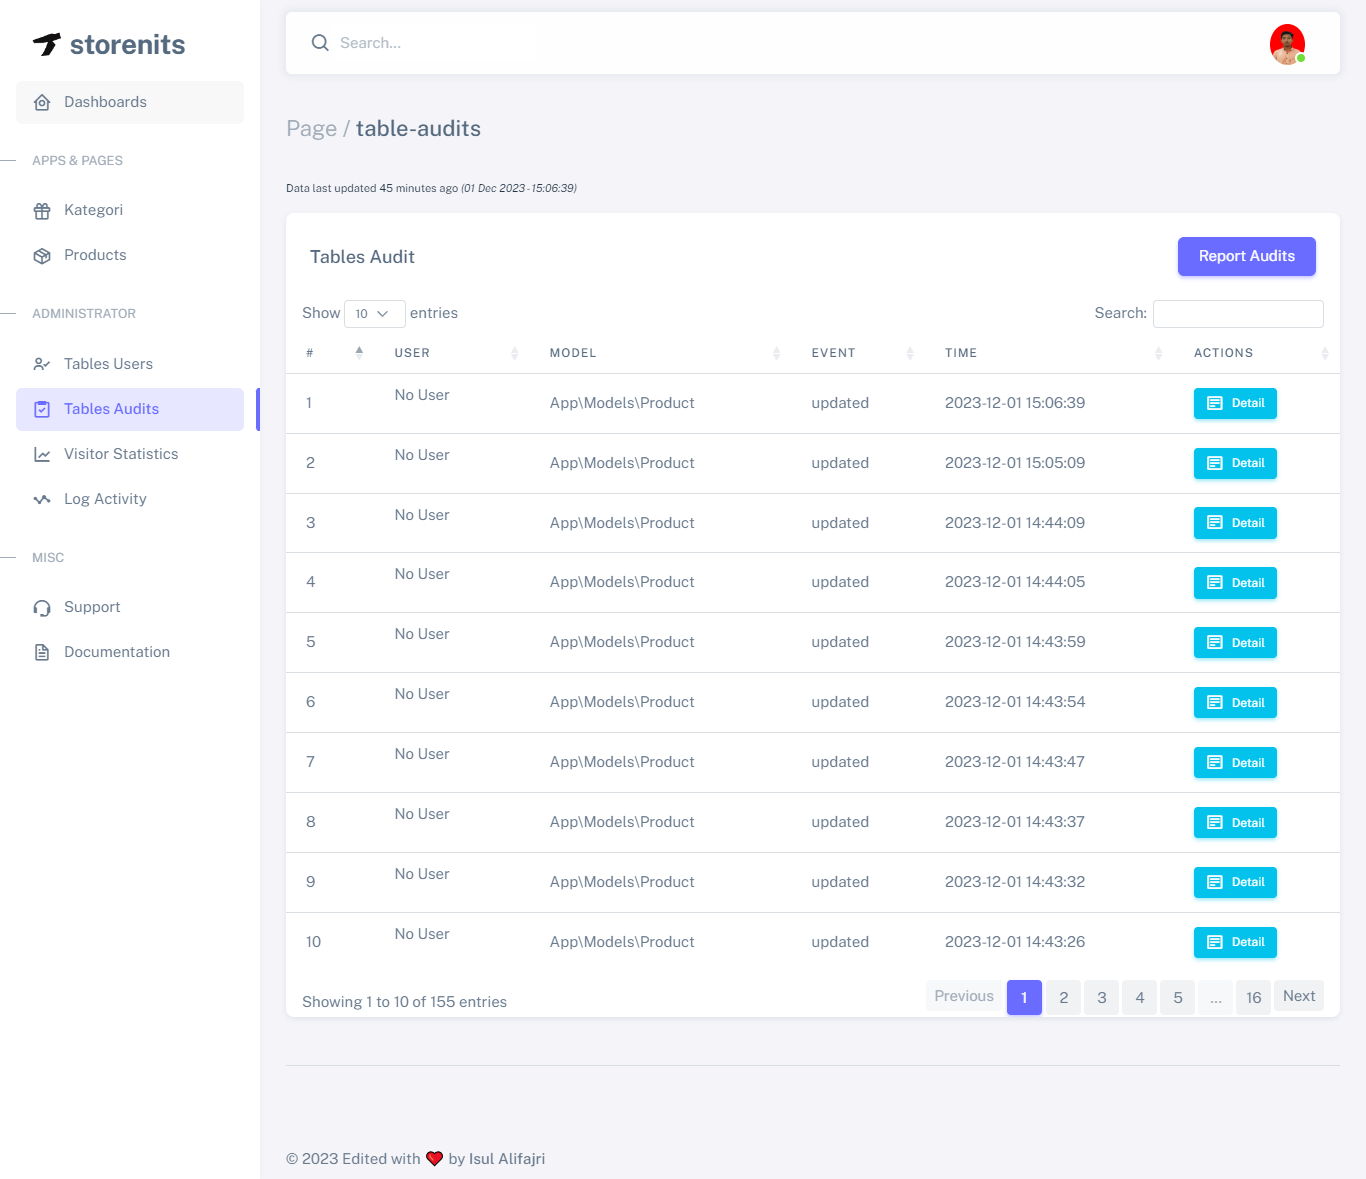 storenits
Search...
Dashboards
Page / table-audits
APPS & PAGES
Data last updated 45 minutes ago (01 Dec 2023 - 15:06:39)
Kategori
Products
ADMINISTRATOR
Tables Users
Tables Audits
Visitor Statistics
Log Activity
MISC
Support
Documentation
Tables Audit Report Audits
Show 10 entries Search:
# USER MODEL EVENT TIME ACTIONS
1 No User App\Models\Product updated 2023-12-01 15:06:39 Detail
2 No User App\Models\Product updated 2023-12-01 15:05:09 Detail
3 No User App\Models\Product updated 2023-12-01 14:44:09 Detail
4 No User App\Models\Product updated 2023-12-01 14:44:05 Detail
5 No User App\Models\Product updated 2023-12-01 14:43:59 Detail
6 No User App\Models\Product updated 2023-12-01 14:43:54 Detail
7 No User App\Models\Product updated 2023-12-01 14:43:47 Detail
8 No User App\Models\Product updated 2023-12-01 14:43:37 Detail
9 No User App\Models\Product updated 2023-12-01 14:43:32 Detail
10 No User App\Models\Product updated 2023-12-01 14:43:26 Detail
Showing 1 to 10 of 155 entries Previous 1 2 3 4 5 ... 16 Next
© 2023 Edited with ❤️ by Isul Alifajri